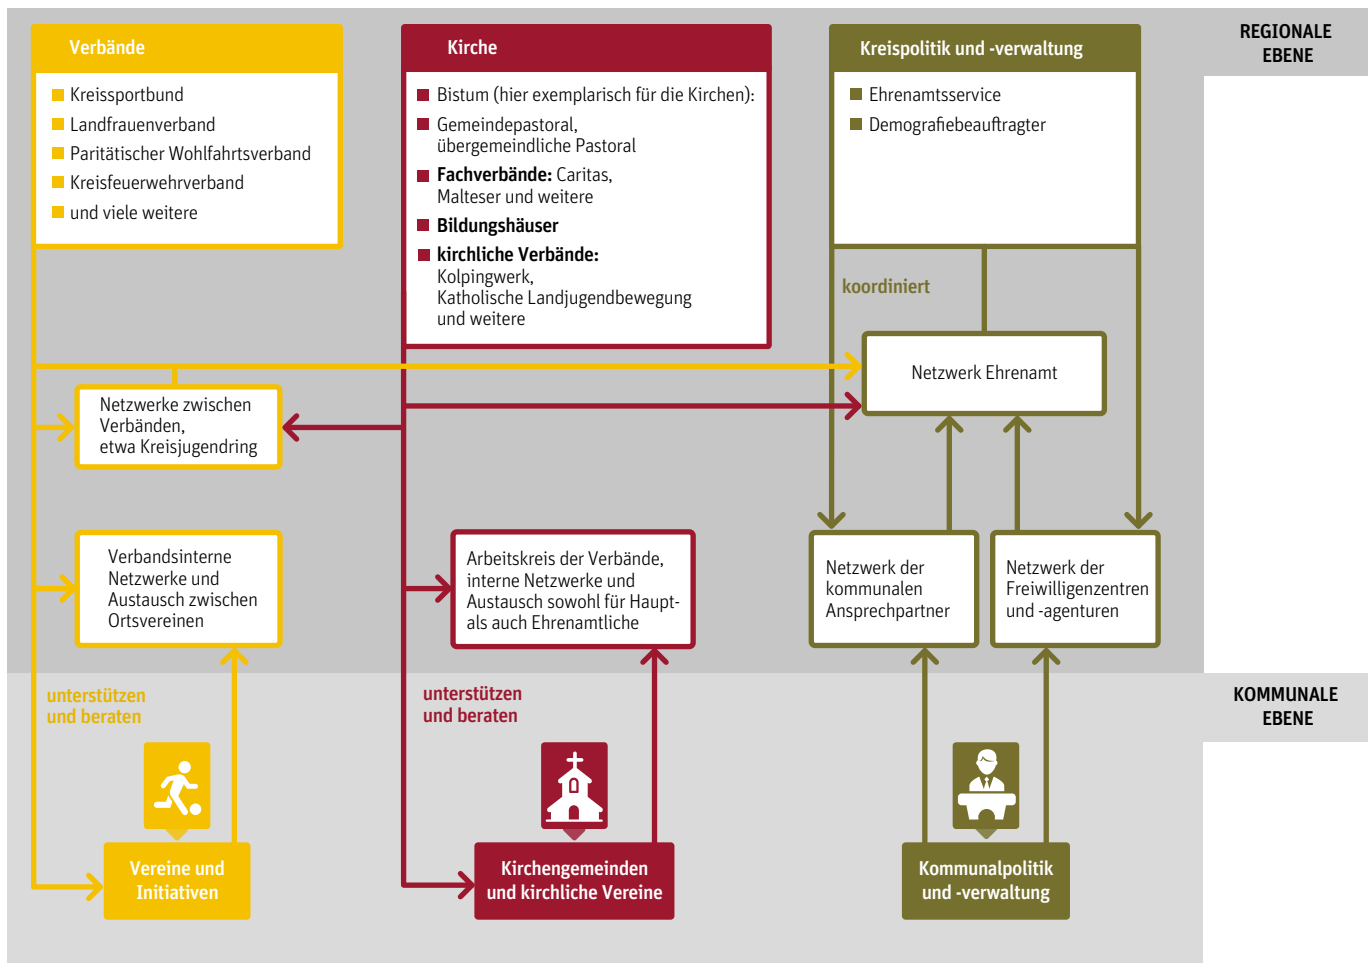 Verbände
Kreissportbund
Landfrauenverband
Paritätischer Wohlfahrtsverband
Kreisfeuerwehrverband
und viele weitere
Kirche
Bistum (hier exemplarisch für die Kirchen):
Gemeindepastoral,
übergemeindliche Pastoral
Fachverbände: Caritas,
Malteser und weitere
Bildungshäuser
kirchliche Verbände:
Kolpingwerk,
Katholische Landjugendbewegung
und weitere
Kreispolitik und -verwaltung
Ehrenamtsservice
Demografiebeauftragter
REGIONALE
EBENE
koordiniert
Netzwerk Ehrenamt
Netzwerke zwischen
Verbänden,
etwa Kreisjugendring
Verbandsinterne
Netzwerke und
Austausch zwischen
Ortsvereinen
Arbeitskreis der Verbände,
interne Netzwerke und
Austausch sowohl für Haupt-
als auch Ehrenamtliche
Netzwerk der
kommunalen
Ansprechpartner
Netzwerk der
Freiwilligenzentren
und -agenturen
unterstützen
und beraten
unterstützen
und beraten
KOMMUNALE
EBENE
Vereine und
Initiativen
Kirchengemeinden
und kirchliche Vereine
Kommunalpolitik
und -verwaltung